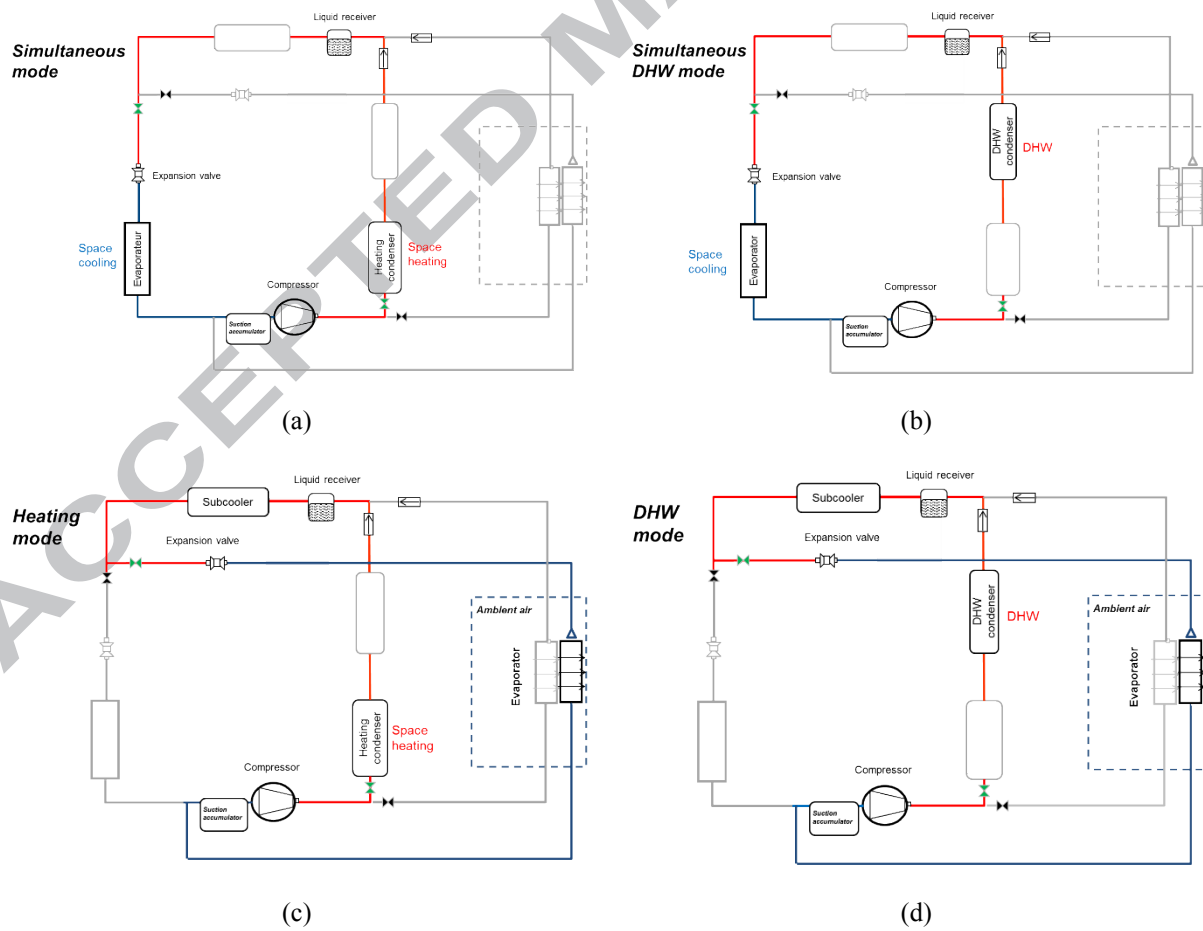 Simultaneous
mode
Liquid receiver
Expansion valve
Space
cooling
Evaporateur
Heating
condenser
Space
heating
Compressor
Suction
accumulator
(a)
Simultaneous
DHW mode
Liquid receiver
DHW
condenser
DHW
Expansion valve
Space
cooling
Evaporator
Compressor
Suction
accumulator
(b)
Heating
mode
Liquid receiver
Subcooler
Expansion valve
Ambient air
Evaporator
Heating
condenser
Space
heating
Compressor
Suction
accumulator
(c)
DHW
mode
Liquid receiver
Subcooler
Expansion valve
DHW
condenser
DHW
Ambient air
Evaporator
Compressor
Suction
accumulator
(d)
ACCEPTED M